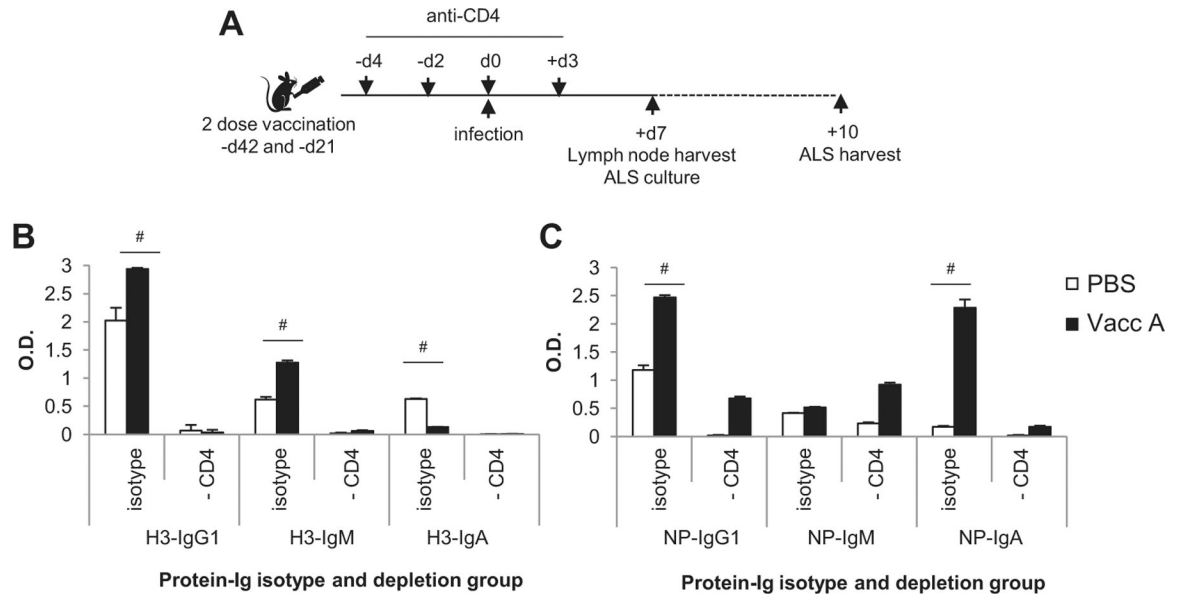 A
anti-CD4
-d4 -d2 d0 +d3
2 dose vaccination
-d42 and -d21
infection
+d7
Lymph node harvest
ALS culture
+10
ALS harvest
B
#
#
#
3
2.5
2
1.5
1
0.5
0
O.D.
isotype - CD4 isotype - CD4 isotype - CD4
H3-IgG1 H3-IgM H3-IgA
Protein-Ig isotype and depletion group
C
# #
3
2.5
2
1.5
1
0.5
0
O.D.
isotype - CD4 isotype - CD4 isotype - CD4
NP-IgG1 NP-IgM NP-IgA
Protein-Ig isotype and depletion group
PBS
Vacc A